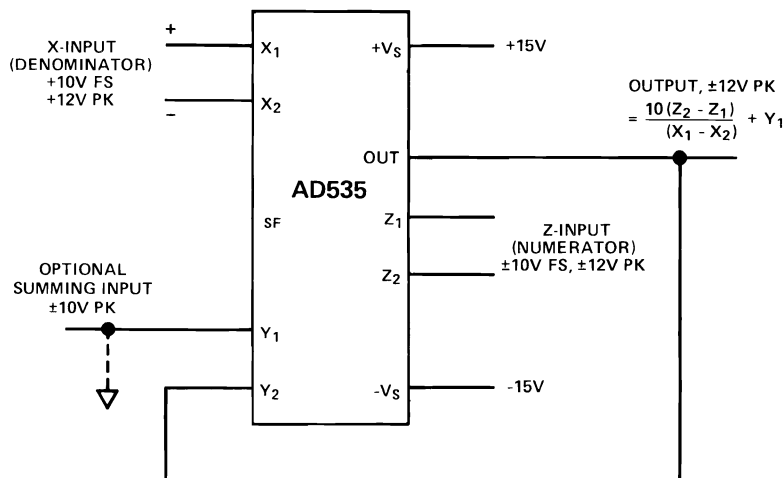 +
X-INPUT
(DENOMINATOR)
+10V FS
+12V PK
−
X1
X2
SF
Y1
Y2
AD535
+VS
OUT
Z1
Z2
-VS
+15V
OUTPUT, ±12V PK
= 10(Z2 - Z1) / (X1 - X2) + Y1
Z-INPUT
(NUMERATOR)
±10V FS, ±12V PK
OPTIONAL
SUMMING INPUT
±10V PK
-15V